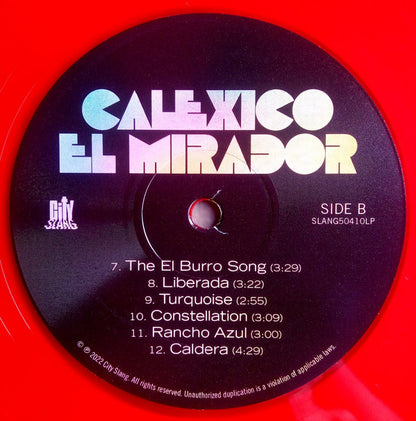 CALEXICO
EL MIRADOR
City
SLANG
SIDE B
SLANG50410LP
7. The El Burro Song (3:29)
8. Liberada (3:22)
9. Turquoise (2:55)
10. Constellation (3:09)
11. Rancho Azul (3:00)
12. Caldera (4:29)
© ℗ 2022 City Slang. All rights reserved. Unauthorized duplication is a violation of applicable laws.